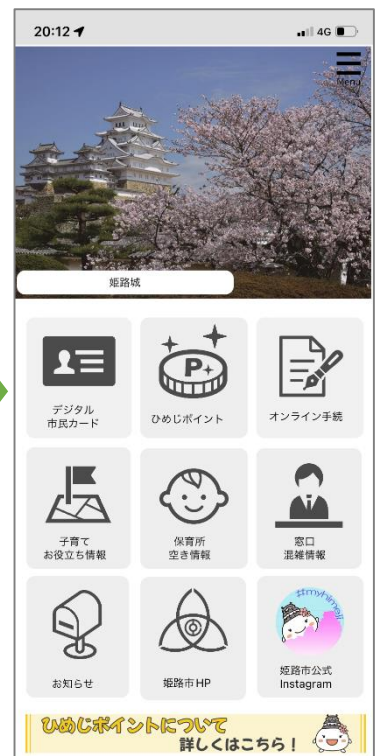 20:12
4G
Menu
姫路城
P+
デジタル
市民カード
ひめじポイント
オンライン手続
子育て
お役立ち情報
保育所
空き情報
窓口
混雑情報
#myhimeji
お知らせ
姫路市HP
姫路市公式
Instagram
ひめじポイントについて
詳しくはこちら！